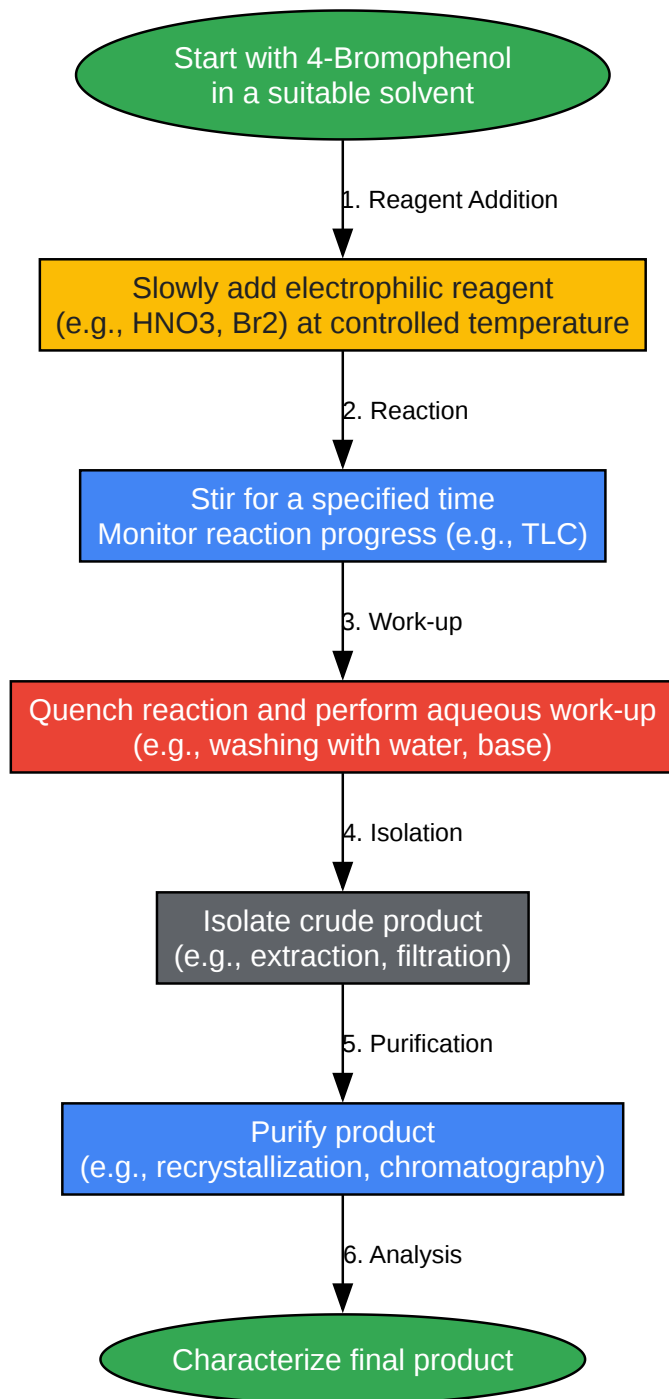 Start with 4-Bromophenol
in a suitable solvent
1. Reagent Addition
Slowly add electrophilic reagent
(e.g., HNO3, Br2) at controlled temperature
2. Reaction
Stir for a specified time
Monitor reaction progress (e.g., TLC)
3. Work-up
Quench reaction and perform aqueous work-up
(e.g., washing with water, base)
4. Isolation
Isolate crude product
(e.g., extraction, filtration)
5. Purification
Purify product
(e.g., recrystallization, chromatography)
6. Analysis
Characterize final product